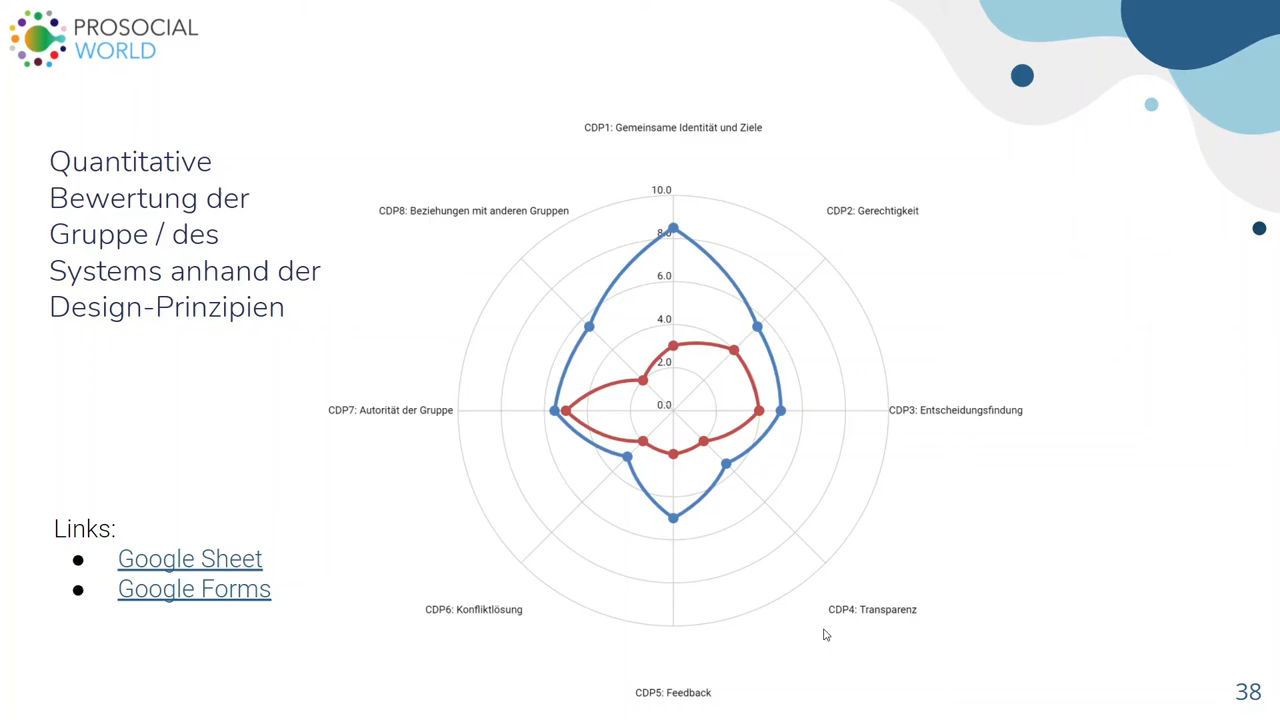 PROSOCIAL
WORLD
Quantitative
Bewertung der
Gruppe / des
Systems anhand der
Design-Prinzipien
Links:
● Google Sheet
● Google Forms
CDP1: Gemeinsame Identität und Ziele
CDP8: Beziehungen mit anderen Gruppen
CDP2: Gerechtigkeit
10.0
8.0
6.0
4.0
2.0
0.0
CDP7: Autorität der Gruppe
CDP3: Entscheidungsfindung
CDP6: Konfliktlösung
CDP4: Transparenz
CDP5: Feedback
38